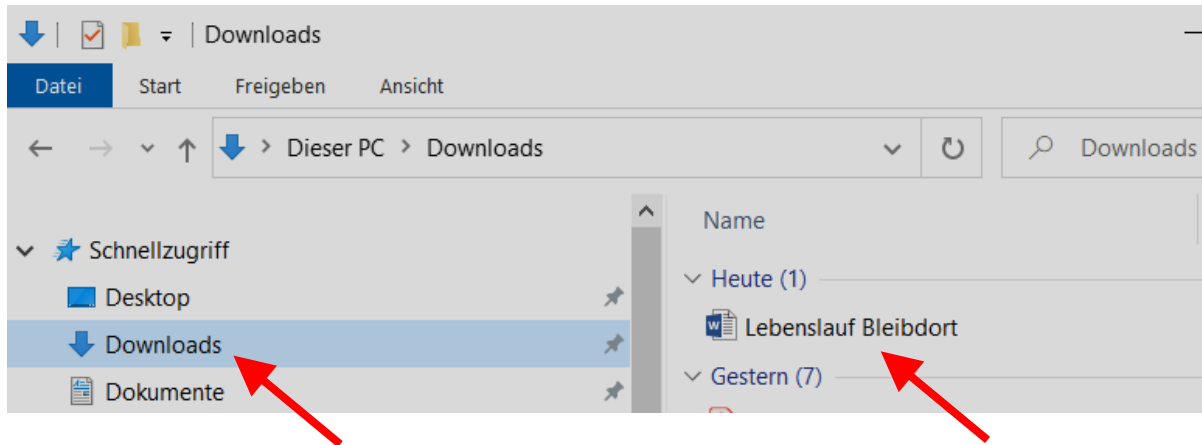 Downloads
Datei Start Freigeben Ansicht
Dieser PC > Downloads Downloads
Name
Schnellzugriff
Heute (1)
Desktop
Lebenslauf Bleibdort
Downloads
Gestern (7)
Dokumente